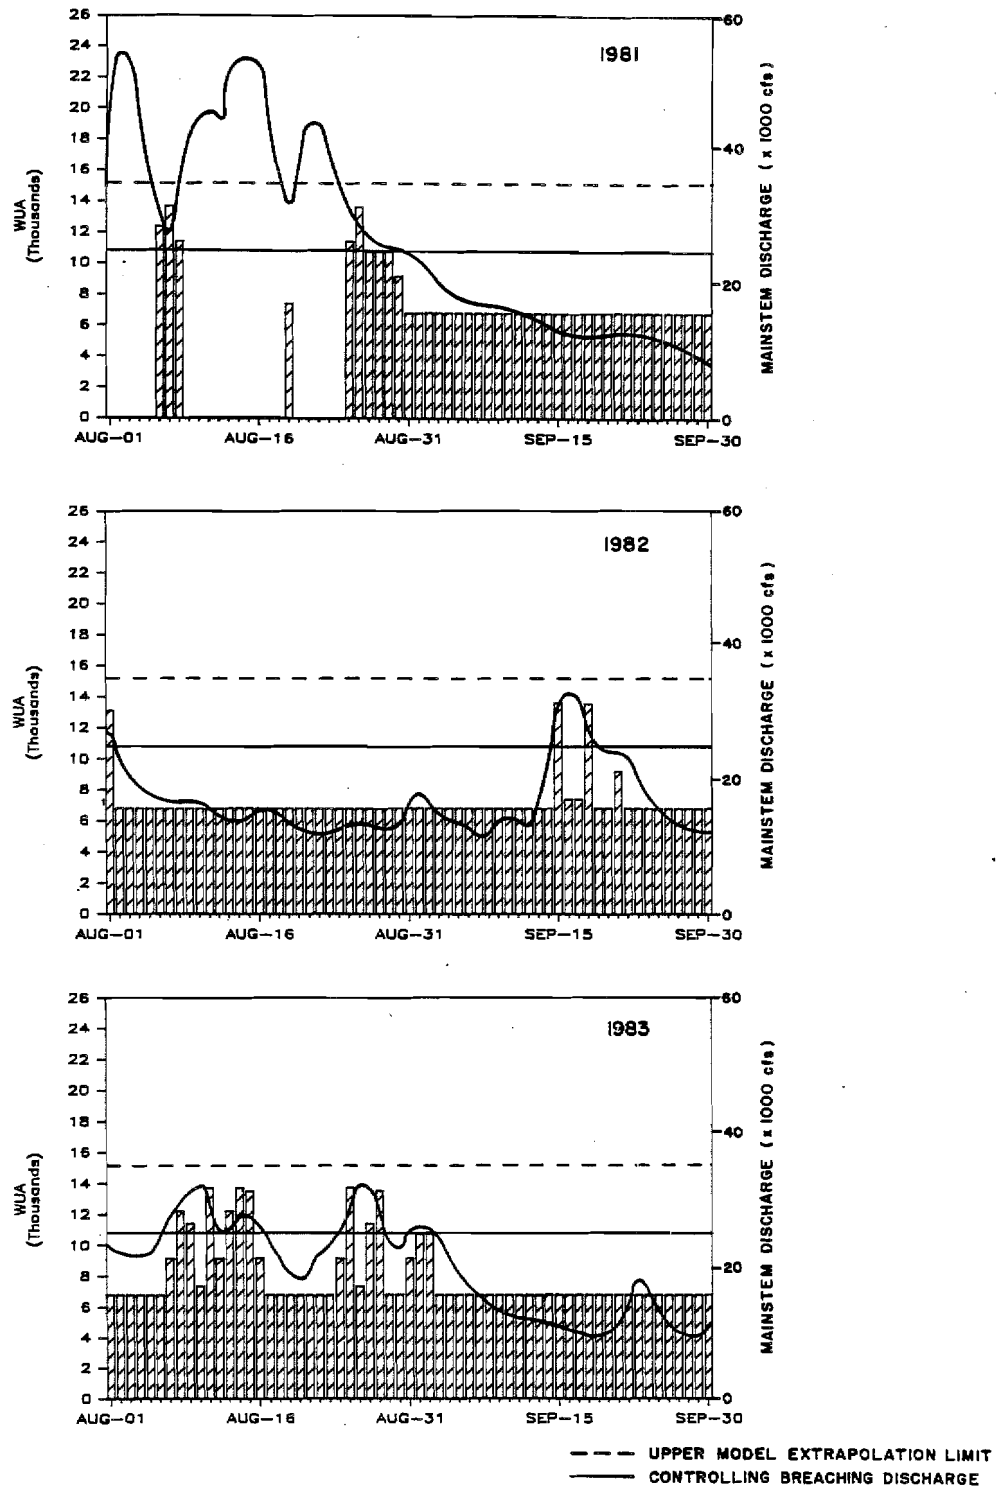 1981
WUA
(Thousands)
MAINSTEM DISCHARGE (x 1000 cfs)
26
24
22
20
18
16
14
12
10
8
6
4
2
0
60
40
20
0
AUG-01
AUG-16
AUG-31
SEP-15
SEP-30
1982
WUA
(Thousands)
MAINSTEM DISCHARGE (x 1000 cfs)
26
24
22
20
18
16
14
12
10
8
6
4
2
0
60
40
20
0
AUG-01
AUG-16
AUG-31
SEP-15
SEP-30
1983
WUA
(Thousands)
MAINSTEM DISCHARGE (x 1000 cfs)
26
24
22
20
18
16
14
12
10
8
6
4
2
0
60
40
20
0
AUG-01
AUG-16
AUG-31
SEP-15
SEP-30
UPPER MODEL EXTRAPOLATION LIMIT
CONTROLLING BREACHING DISCHARGE